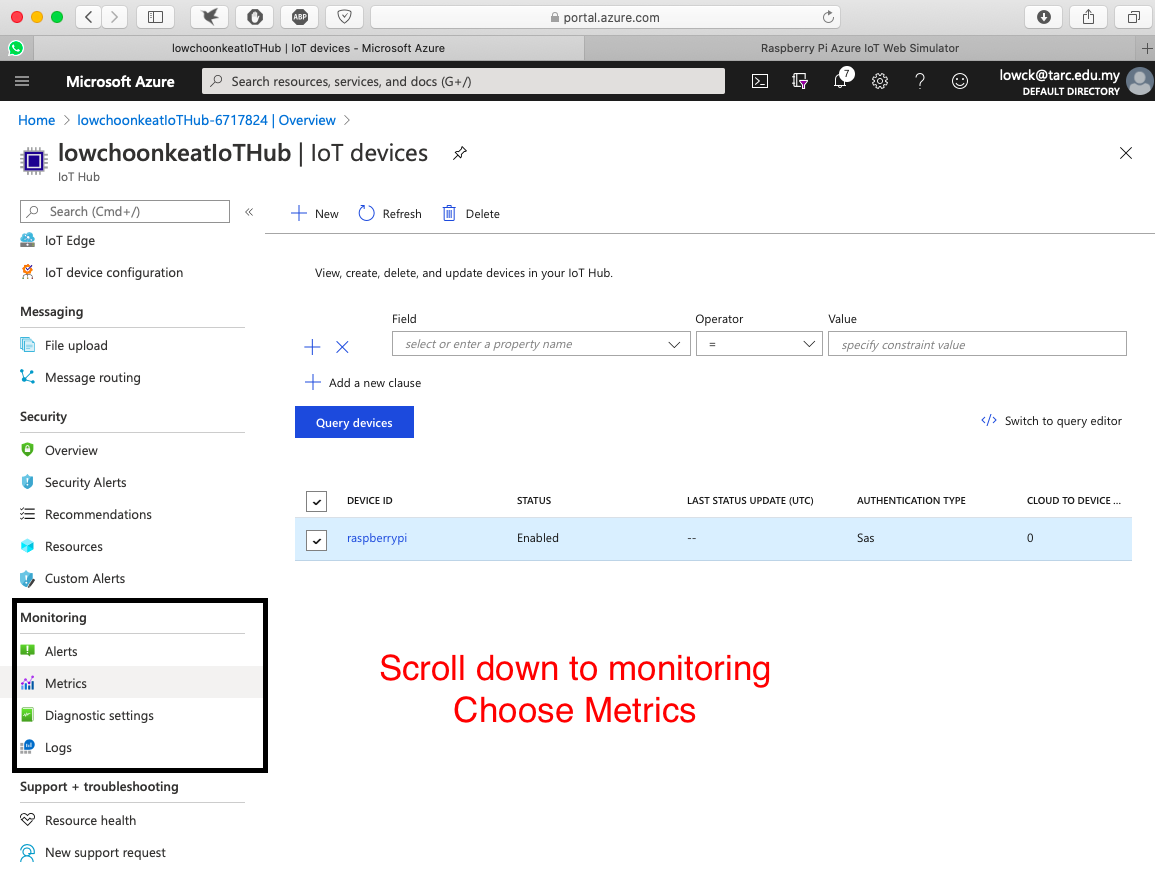 portal.azure.com
lowchoonkeatIoTHub | IoT devices - Microsoft Azure
Raspberry Pi Azure IoT Web Simulator
Microsoft Azure
Search resources, services, and docs (G+/)
7
lowck@tarc.edu.my
DEFAULT DIRECTORY
Home > lowchoonkeatIoTHub-6717824 | Overview >
lowchoonkeatIoTHub | IoT devices
IoT Hub
Search (Cmd+/)
«
New
Refresh
Delete
IoT Edge
IoT device configuration
Messaging
File upload
Message routing
Security
Overview
Security Alerts
Recommendations
Resources
Custom Alerts
Monitoring
Alerts
Metrics
Diagnostic settings
Logs
Support + troubleshooting
Resource health
New support request
View, create, delete, and update devices in your IoT Hub.
Field
Operator
Value
select or enter a property name
=
specify constraint value
Add a new clause
Query devices
</> Switch to query editor
DEVICE ID STATUS LAST STATUS UPDATE (UTC) AUTHENTICATION TYPE CLOUD TO DEVICE ...
raspberrypi Enabled -- Sas 0
Scroll down to monitoring
Choose Metrics